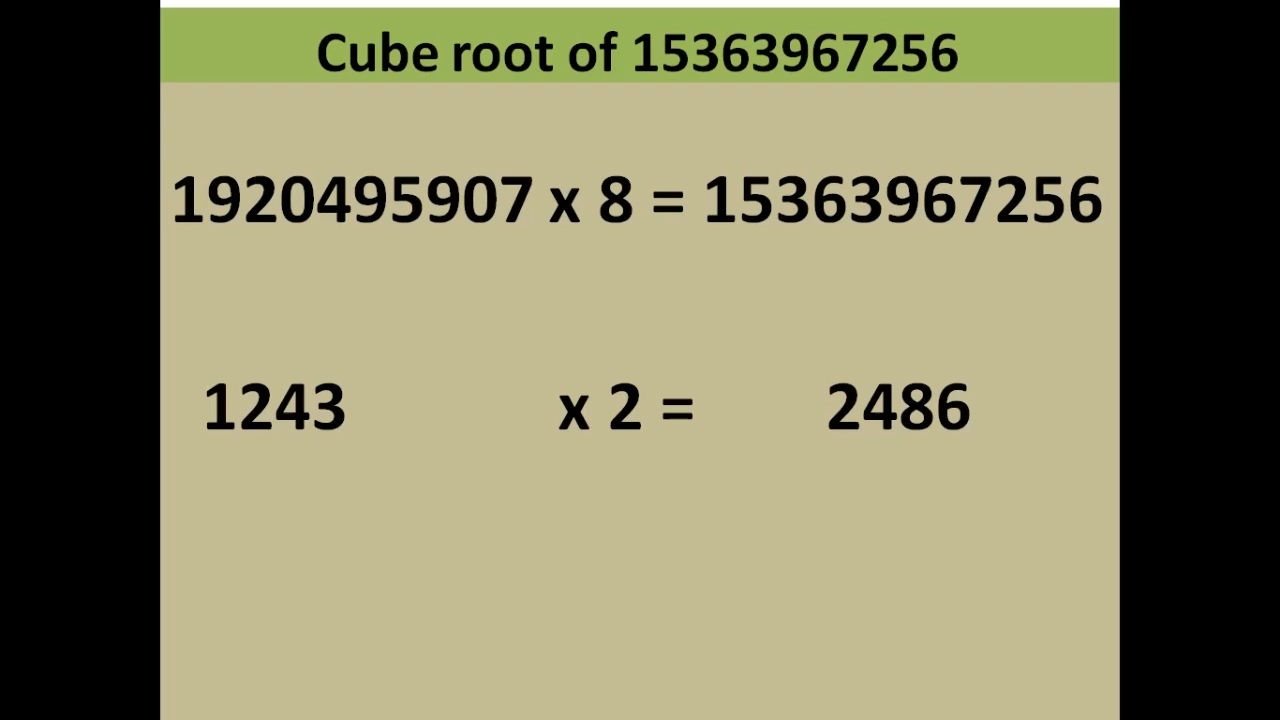 Cube root of 15363967256
1920495907 x 8 = 15363967256
1243 x 2 = 2486